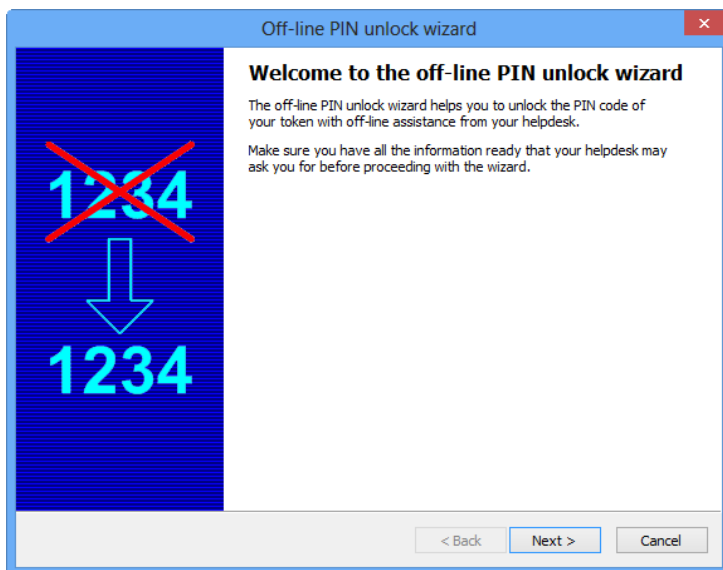 Off-line PIN unlock wizard
Welcome to the off-line PIN unlock wizard
The off-line PIN unlock wizard helps you to unlock the PIN code of
your token with off-line assistance from your helpdesk.
Make sure you have all the information ready that your helpdesk may
ask you for before proceeding with the wizard.
1234
1234
< Back
Next >
Cancel